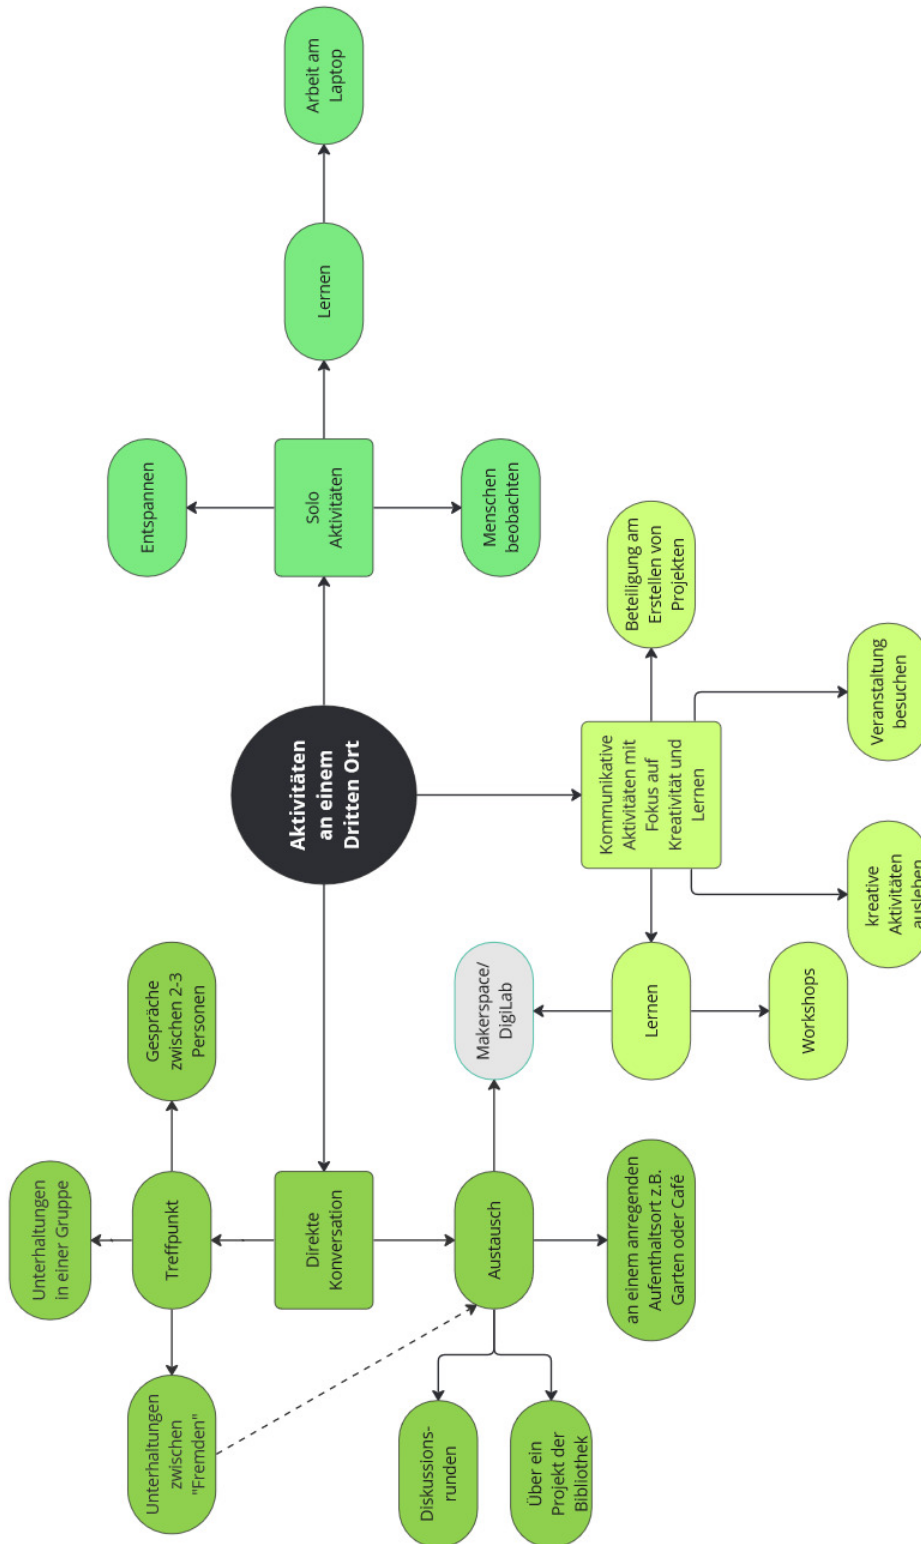 Unterhaltungen
in einer Gruppe
Unterhaltungen
zwischen
"Fremden"
Treffpunkt
Gespräche
zwischen 2-3
Personen
Entspannen
Direkte
Konversation
Aktivitäten
an einem
Dritten Ort
Solo
Aktivitäten
Lernen
Arbeit am
Laptop
Diskussions-
runden
Austausch
Makerspace/
DigiLab
Menschen
beobachten
Über ein
Projekt der
Bibliothek
an einem anregenden
Aufenthaltsort z.B.
Garten oder Café
Lernen
Kommunikative
Aktivitäten mit
Fokus auf
Kreativität und
Lernen
Beteiligung am
Erstellen von
Projekten
Workshops
kreative
Aktivitäten
ausleben
Veranstaltung
besuchen